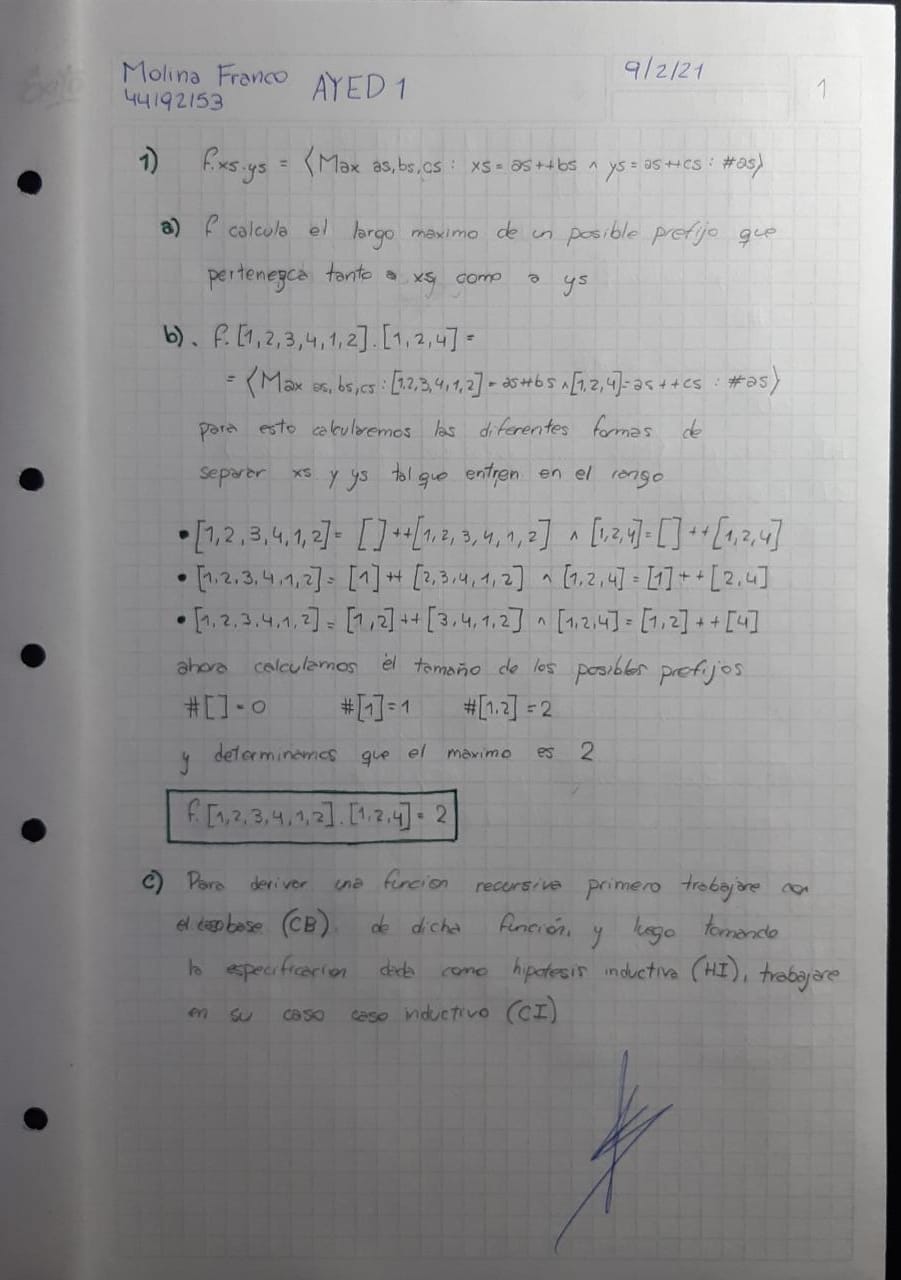 Molina Franco AYED 1 9/2/21 1
44192153
1) f.xs.ys = ⟨Max as,bs,cs : xs = as++bs ∧ ys = as++cs : #as⟩
a) f calcula el largo maximo de un posible prefijo que
pertenezca tanto a xs como a ys
b). f.[1,2,3,4,1,2].[1,2,4] =
= ⟨Max as,bs,cs : [1,2,3,4,1,2] = as++bs ∧ [1,2,4] = as++cs : #as⟩
para esto calcularemos las diferentes formas de
separar xs y ys tal que entren en el rango
• [1,2,3,4,1,2] = []++[1,2,3,4,1,2] ∧ [1,2,4] = []++[1,2,4]
• [1,2,3,4,1,2] = [1]++[2,3,4,1,2] ∧ [1,2,4] = [1]++[2,4]
• [1,2,3,4,1,2] = [1,2]++[3,4,1,2] ∧ [1,2,4] = [1,2]++[4]
ahora calculamos el tamaño de los posibles prefijos
#[] = 0 #[1] = 1 #[1,2] = 2
y determinamos que el maximo es 2
f.[1,2,3,4,1,2].[1,2,4] = 2
c) Para derivar una funcion recursiva primero trabajare con
el caso base (CB) de dicha función, y luego tomando
la especificacion dada como hipotesis inductiva (HI), trabajare
en su caso caso inductivo (CI)